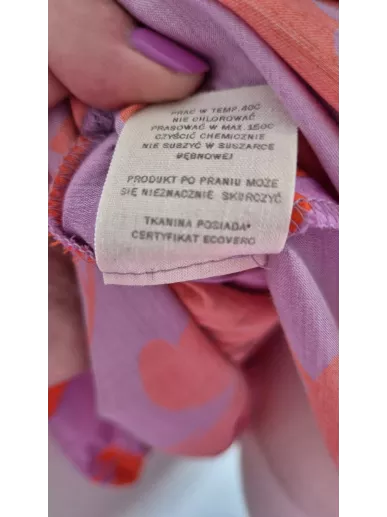 PRAĆ W TEMP. 40C
NIE CHLOROWAĆ
PRASOWAĆ W MAX. 150C
CZYŚCIĆ CHEMICZNIE
NIE SUSZYĆ W SUSZARCE
BĘBNOWEJ
PRODUKT PO PRANIU MOŻE
SIĘ NIEZNACZNIE SKURCZYĆ
TKANINA POSIADA*
CERTYFIKAT ECOVERO